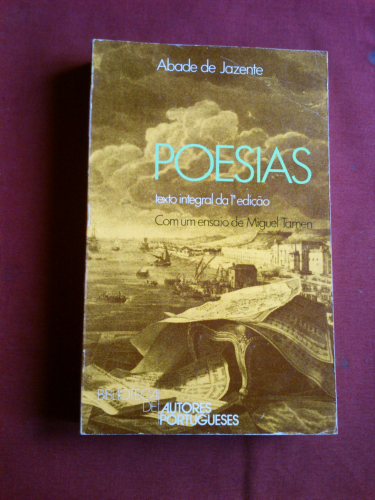 Abade de Jazente
POESIAS
texto integral da 1ª edição
Com um ensaio de Miguel Tamen
BIBLIOTECA
DE AUTORES
PORTUGUESES